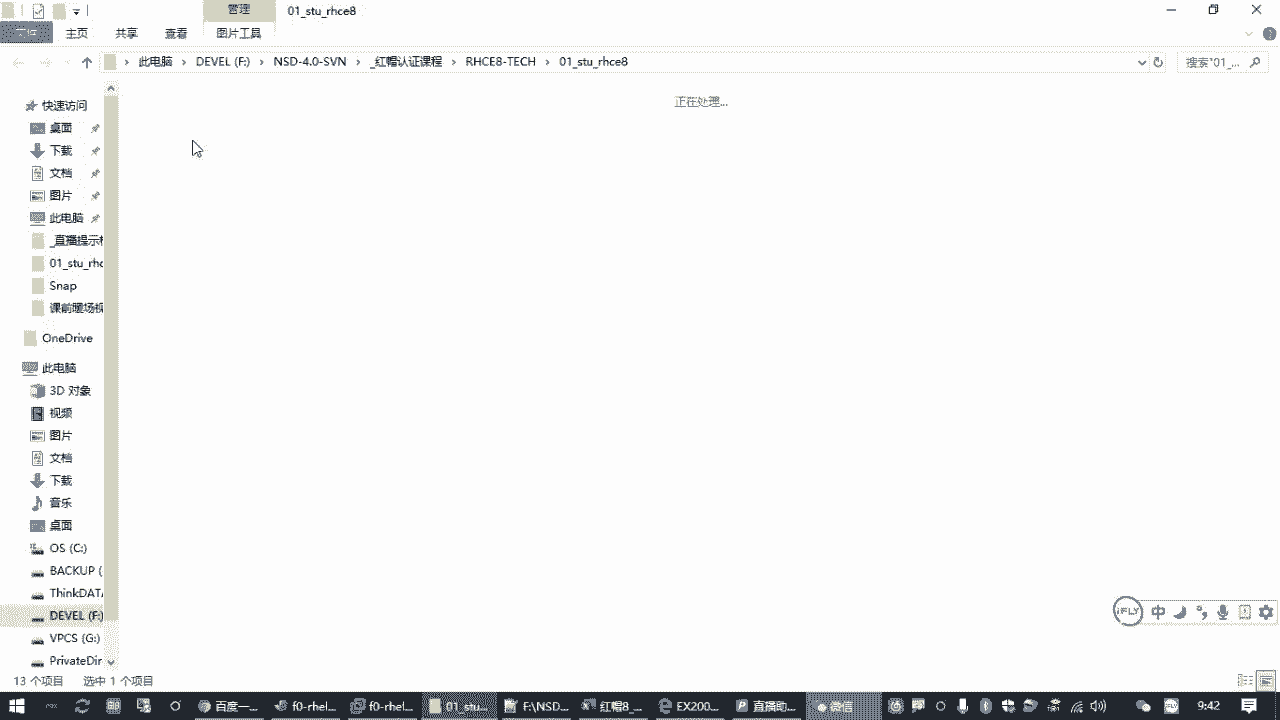 管理
01_stu_rhce8
主页
共享
查看
图片工具
此电脑 › DEVEL (F:) › NSD-4.0-SVN › _红帽认证课程 › RHCE8-TECH › 01_stu_rhce8
搜索"01_...
正在处理...
快速访问
桌面
下载
文档
图片
此电脑
_直播提示
01_stu_rhc
Snap
课前暖场视
OneDrive
此电脑
3D 对象
视频
图片
文档
下载
音乐
桌面
OS (C:)
BACKUP (
ThinkDATA
DEVEL (F:)
VPCS (G:)
PrivateDir
iFLY 中
13 个项目 选中 1 个项目
百度一... f0-rhel... f0-rhel... 01_stu... F:\NSD... 红帽8_... EX200... 直播助... 微信 9:42